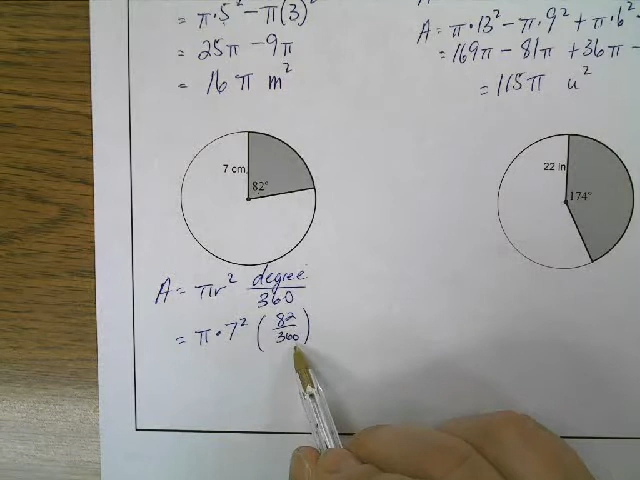 = π·5² - π(3)²
= 25π - 9π
= 16π m²
A = π·13² - π·9² + π·6²
= 169π - 81π + 36π -
= 115π u²
7 cm
82°
22 in
174°
A = πr² degree/360
= π·7² (82/360)